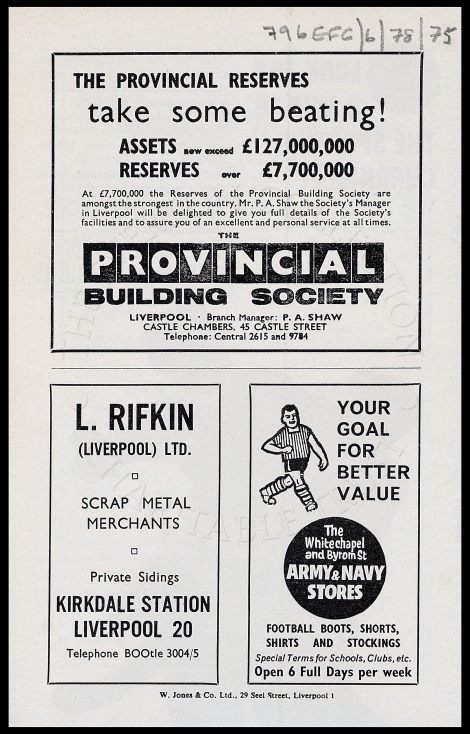 796 EFC/6/78/75
THE PROVINCIAL RESERVES
take some beating!
ASSETS now exceed £127,000,000
RESERVES over £7,700,000
At £7,700,000 the Reserves of the Provincial Building Society are
amongst the strongest in the country. Mr. P. A. Shaw the Society's Manager
in Liverpool will be delighted to give you full details of the Society's
facilities and to assure you of an excellent and personal service at all times.
THE
PROVINCIAL
BUILDING SOCIETY
LIVERPOOL · Branch Manager: P. A. SHAW
CASTLE CHAMBERS, 45 CASTLE STREET
Telephone: Central 2615 and 9784
L. RIFKIN
(LIVERPOOL) LTD.
SCRAP METAL
MERCHANTS
Private Sidings
KIRKDALE STATION
LIVERPOOL 20
Telephone BOOtle 3004/5
YOUR
GOAL
FOR
BETTER
VALUE
The
Whitechapel
and Byrom St
ARMY & NAVY
STORES
FOOTBALL BOOTS, SHORTS,
SHIRTS AND STOCKINGS
Special Terms for Schools, Clubs, etc.
Open 6 Full Days per week
W. Jones & Co. Ltd., 29 Seel Street, Liverpool 1